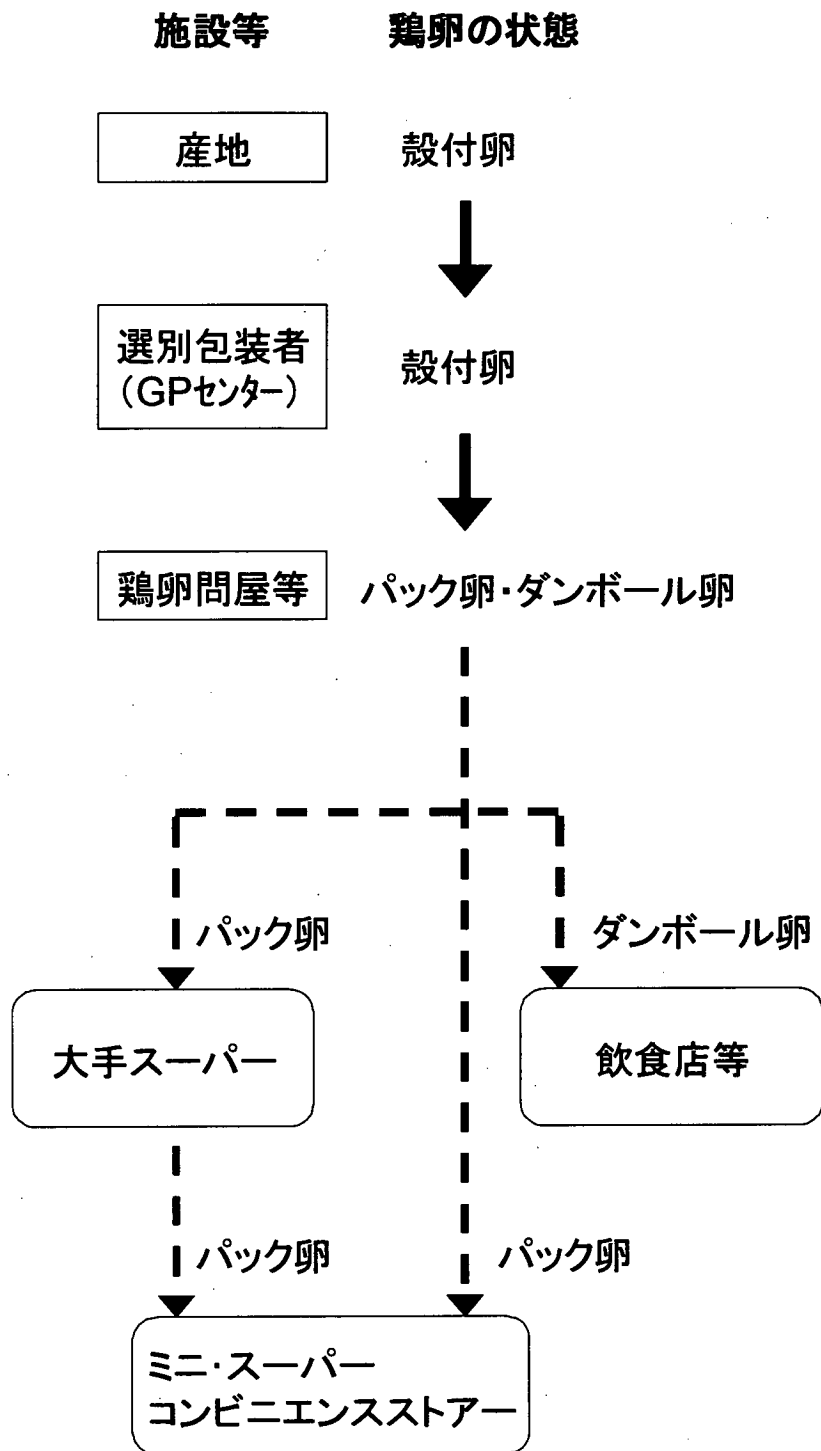 施設等 鶏卵の状態
産地 殻付卵
選別包装者 殻付卵
(GPセンター)
鶏卵問屋等 パック卵・ダンボール卵
パック卵 ダンボール卵
大手スーパー 飲食店等
パック卵 パック卵
ミニ・スーパー
コンビニエンスストアー